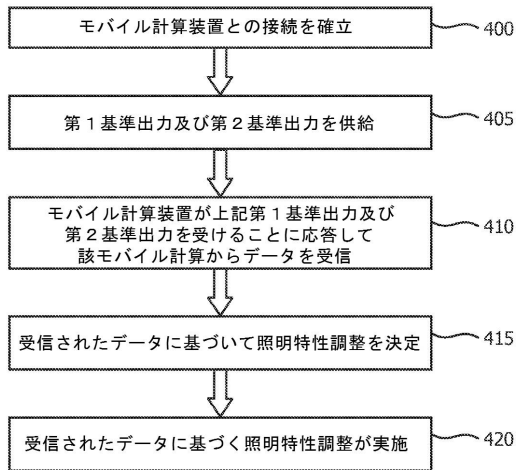 モバイル計算装置との接続を確立
400
第1基準出力及び第2基準出力を供給
405
モバイル計算装置が上記第1基準出力及び
第2基準出力を受けることに応答して
該モバイル計算からデータを受信
410
受信されたデータに基づいて照明特性調整を決定
415
受信されたデータに基づく照明特性調整が実施
420